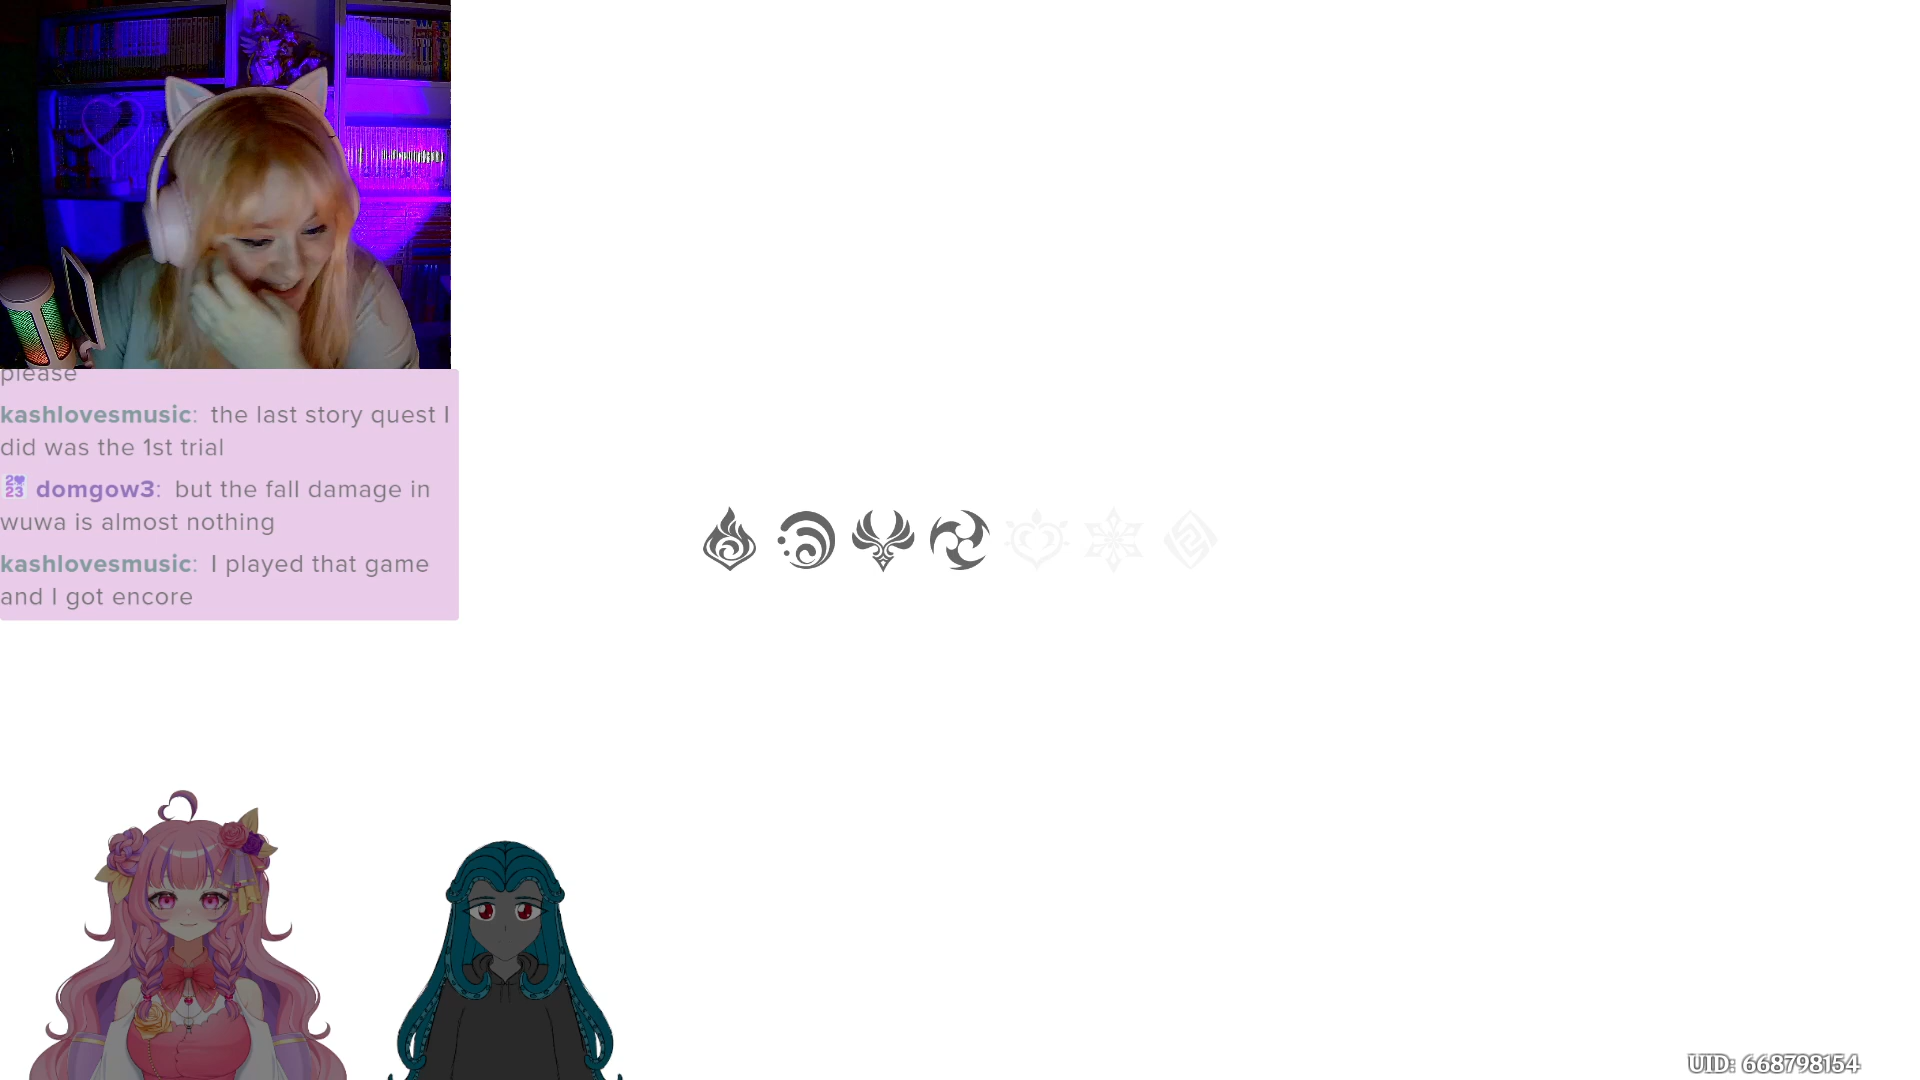 please
kashlovesmusic: the last story quest I
did was the 1st trial
2023 domgow3: but the fall damage in
wuwa is almost nothing
kashlovesmusic: I played that game
and I got encore
UID: 668798154